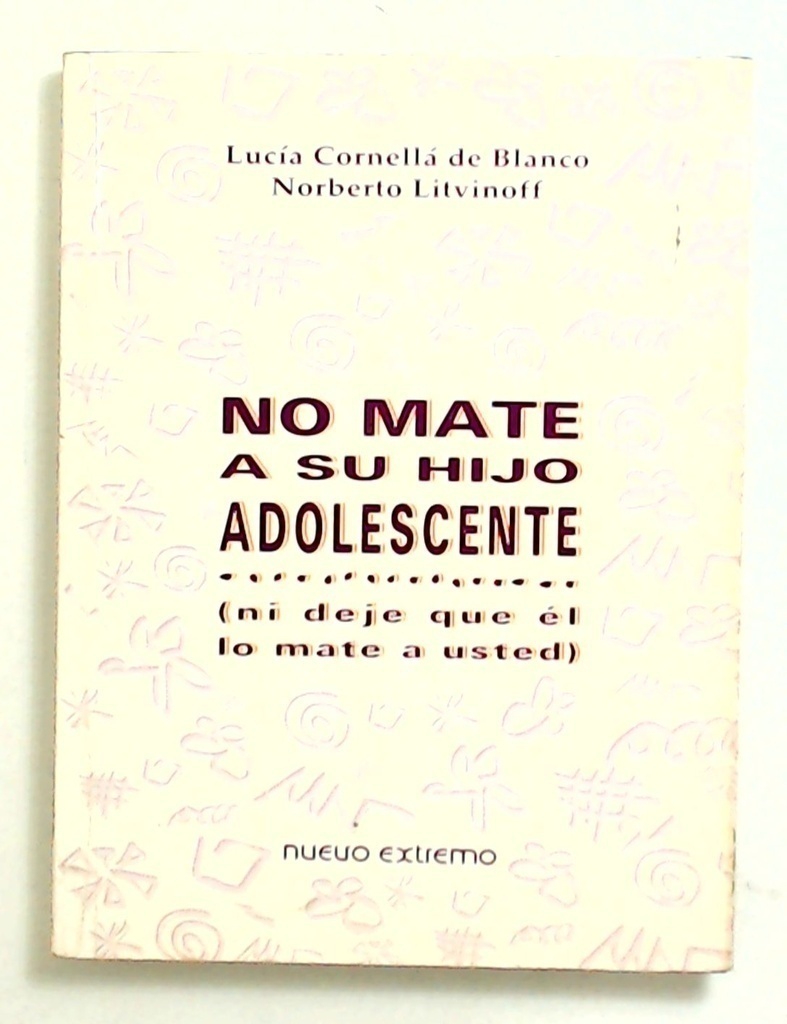 Lucía Cornellá de Blanco
Norberto Litvinoff
NO MATE
A SU HIJO
ADOLESCENTE
(ni deje que él
lo mate a usted)
nuevo extremo